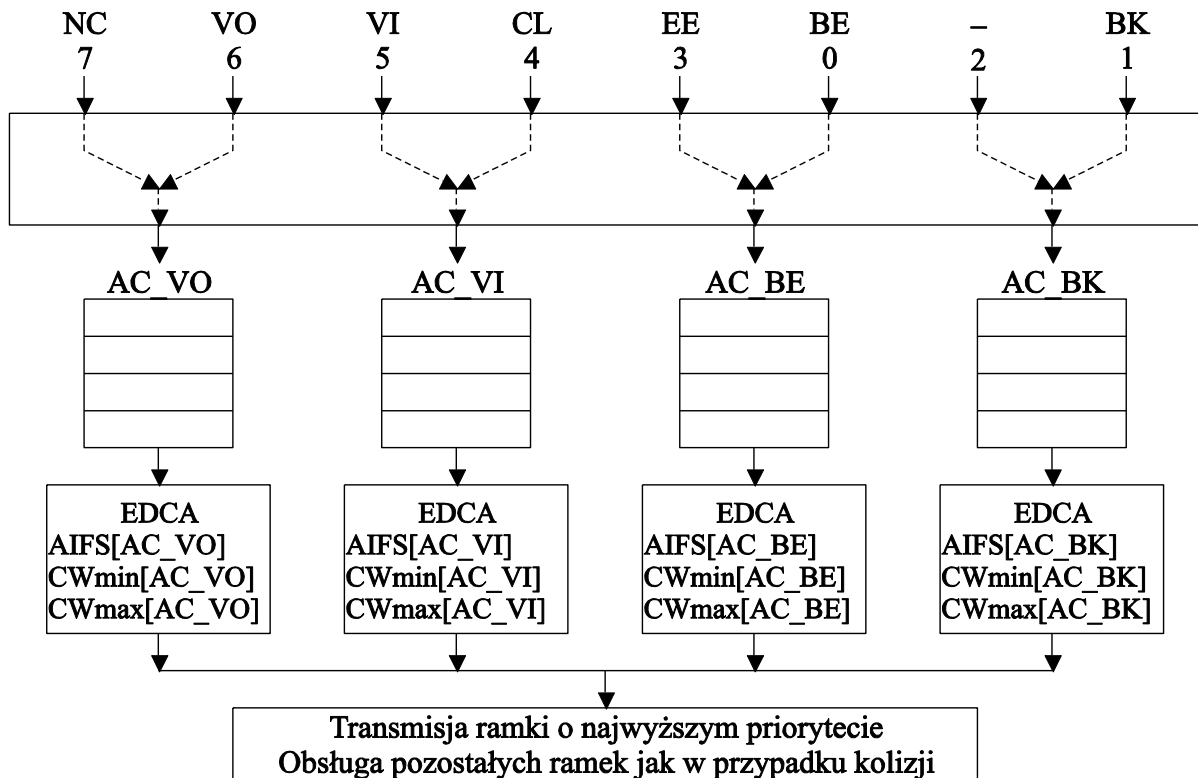 NC VO VI CL EE BE – BK
7 6 5 4 3 0 2 1
AC_VO AC_VI AC_BE AC_BK
EDCA EDCA EDCA EDCA
AIFS[AC_VO] AIFS[AC_VI] AIFS[AC_BE] AIFS[AC_BK]
CWmin[AC_VO] CWmin[AC_VI] CWmin[AC_BE] CWmin[AC_BK]
CWmax[AC_VO] CWmax[AC_VI] CWmax[AC_BE] CWmax[AC_BK]
Transmisja ramki o najwyższym priorytecie
Obsługa pozostałych ramek jak w przypadku kolizji